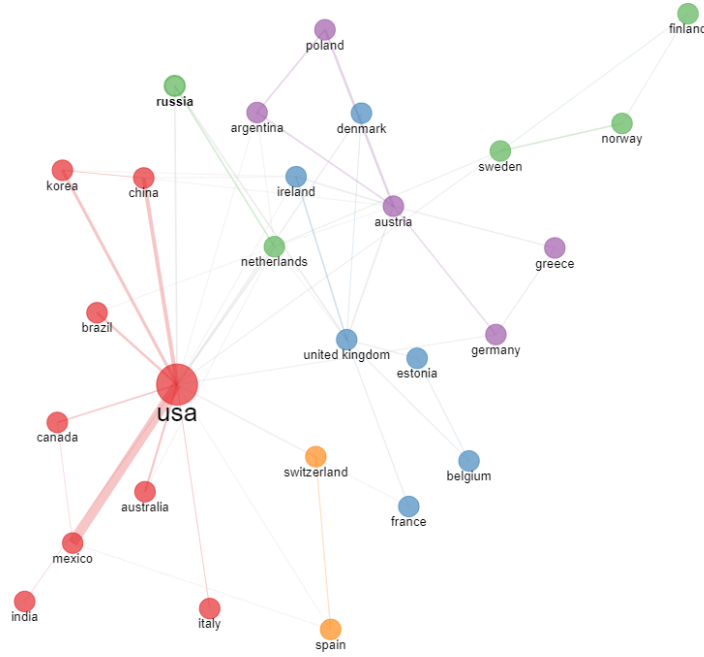 finland
poland
russia
argentina
denmark
norway
sweden
korea
china
ireland
austria
netherlands
greece
brazil
united kingdom
germany
estonia
usa
canada
switzerland
belgium
australia
france
mexico
india
italy
spain